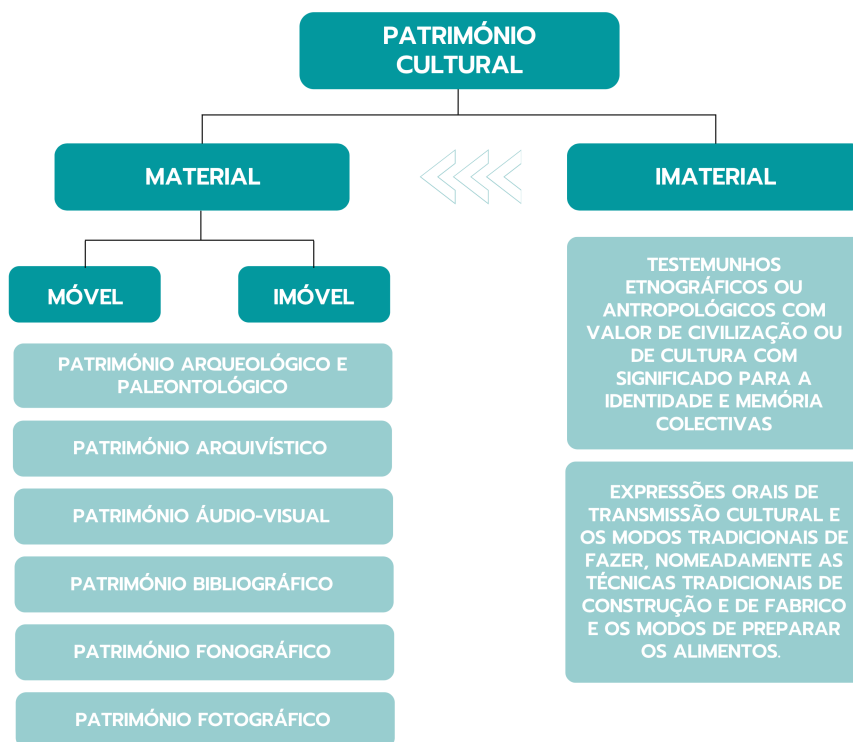 PATRIMÓNIO
CULTURAL
MATERIAL
IMATERIAL
MÓVEL
IMÓVEL
PATRIMÓNIO ARQUEOLÓGICO E
PALEONTOLÓGICO
PATRIMÓNIO ARQUIVÍSTICO
PATRIMÓNIO ÁUDIO-VISUAL
PATRIMÓNIO BIBLIOGRÁFICO
PATRIMÓNIO FONOGRÁFICO
PATRIMÓNIO FOTOGRÁFICO
TESTEMUNHOS
ETNOGRÁFICOS OU
ANTROPOLÓGICOS COM
VALOR DE CIVILIZAÇÃO OU
DE CULTURA COM
SIGNIFICADO PARA A
IDENTIDADE E MEMÓRIA
COLECTIVAS
EXPRESSÕES ORAIS DE
TRANSMISSÃO CULTURAL E
OS MODOS TRADICIONAIS DE
FAZER, NOMEADAMENTE AS
TÉCNICAS TRADICIONAIS DE
CONSTRUÇÃO E DE FABRICO
E OS MODOS DE PREPARAR
OS ALIMENTOS.